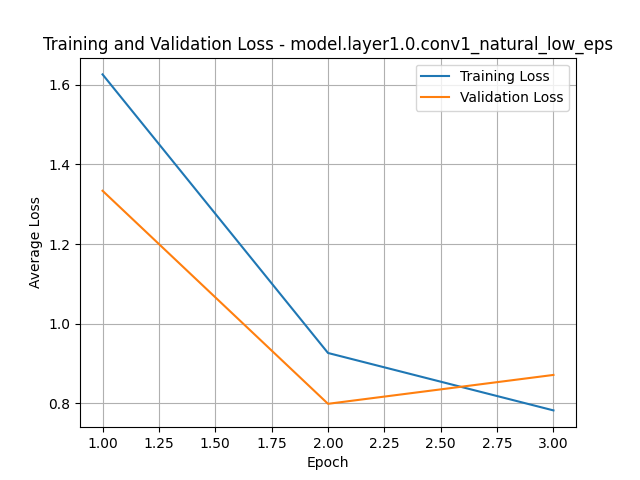 Training and Validation Loss - model.layer1.0.conv1_natural_low_eps
Training Loss
Validation Loss
Average Loss
1.6
1.4
1.2
1.0
0.8
1.00 1.25 1.50 1.75 2.00 2.25 2.50 2.75 3.00
Epoch